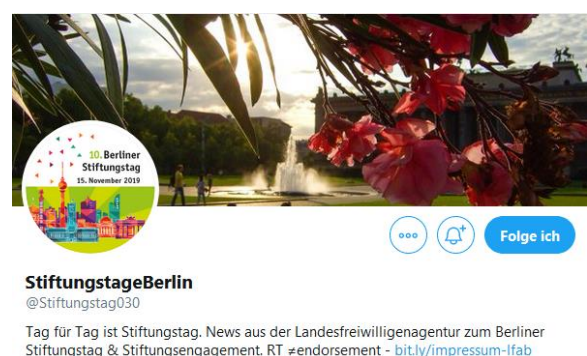 10. Berliner
Stiftungstag
15. November 2019
Folge ich
StiftungstageBerlin
@Stiftungstag030
Tag für Tag ist Stiftungstag. News aus der Landesfreiwilligenagentur zum Berliner
Stiftungstag & Stiftungsengagement. RT ≠endorsement - bit.ly/impressum-lfab